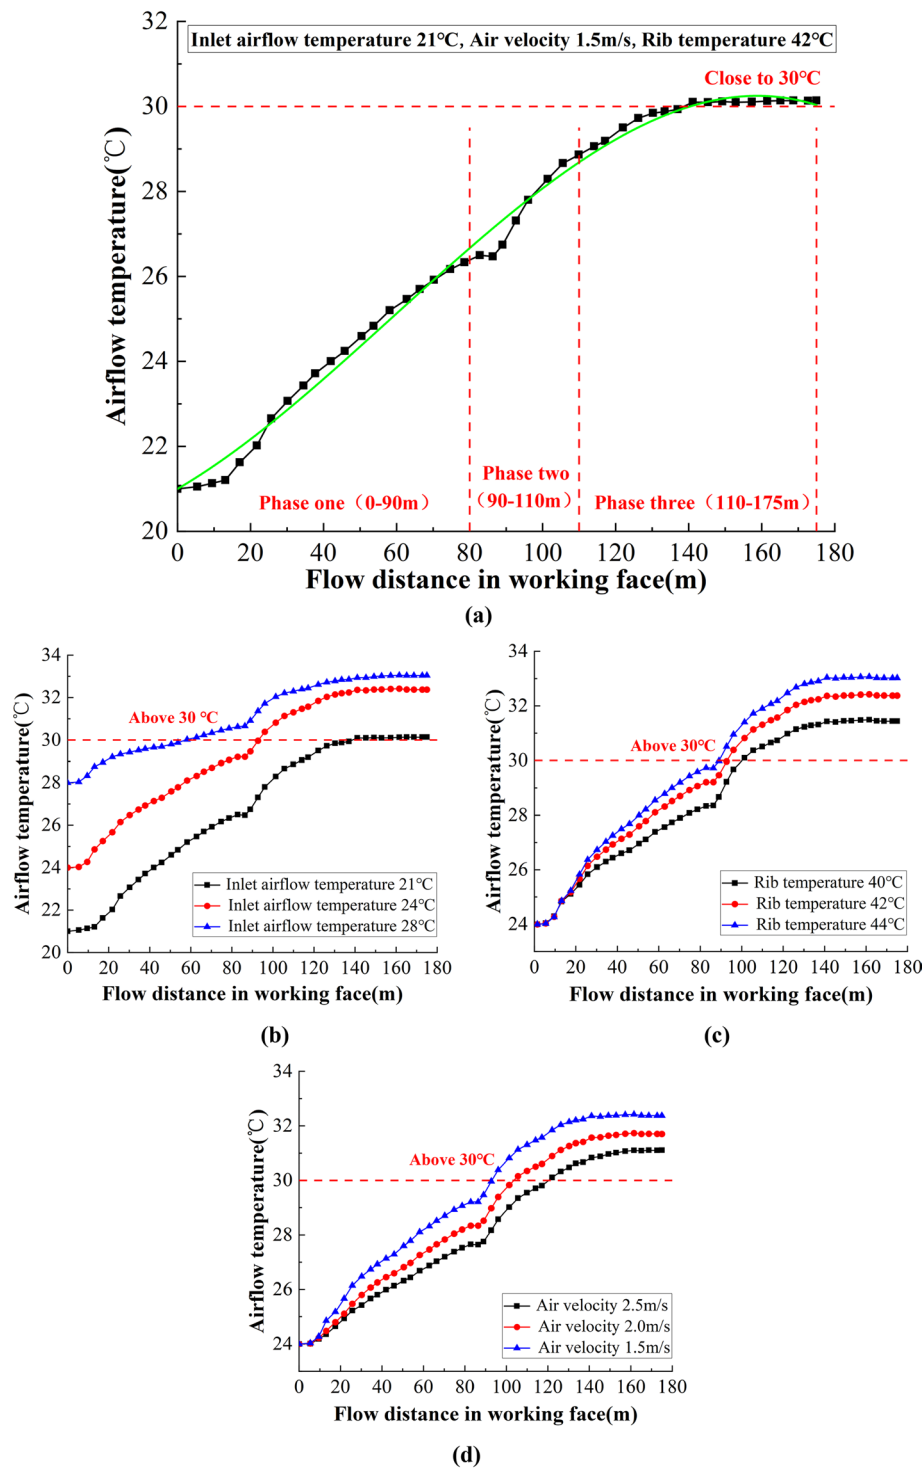 Inlet airflow temperature 21℃, Air velocity 1.5m/s, Rib temperature 42℃
Close to 30℃
32
30
28
26
24
22
20
Airflow temperature(℃)
Phase one（0-90m）
Phase two
（90-110m）
Phase three（110-175m）
0 20 40 60 80 100 120 140 160 180
Flow distance in working face(m)
(a)
34
32
30
28
26
24
22
20
Airflow temperature(℃)
Above 30 ℃
Inlet airflow temperature 21℃
Inlet airflow temperature 24℃
Inlet airflow temperature 28℃
0 20 40 60 80 100 120 140 160 180
Flow distance in working face(m)
(b)
34
32
30
28
26
24
Airflow temperature(℃)
Above 30℃
Rib temperature 40℃
Rib temperature 42℃
Rib temperature 44℃
0 20 40 60 80 100 120 140 160 180
Flow distance in working face(m)
(c)
34
32
30
28
26
24
Airflow temperature(℃)
Above 30℃
Air velocity 2.5m/s
Air velocity 2.0m/s
Air velocity 1.5m/s
0 20 40 60 80 100 120 140 160 180
Flow distance in working face(m)
(d)